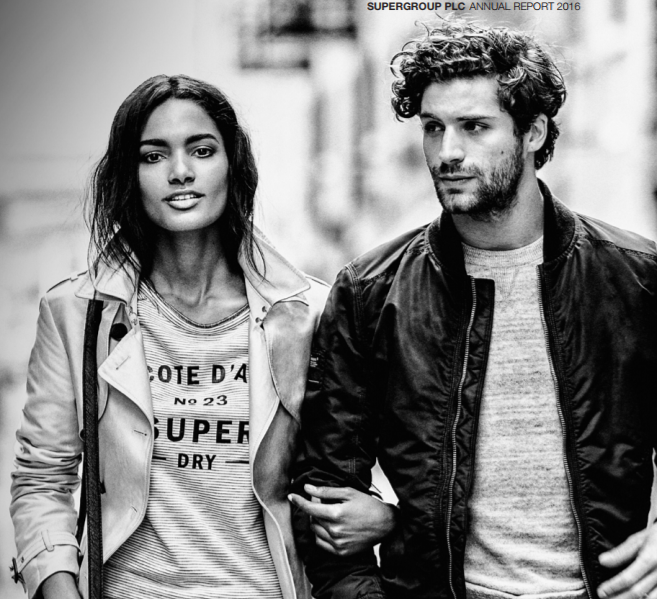 SUPERGROUP PLC ANNUAL REPORT 2016
COTE D'A
No 23
SUPER
DRY